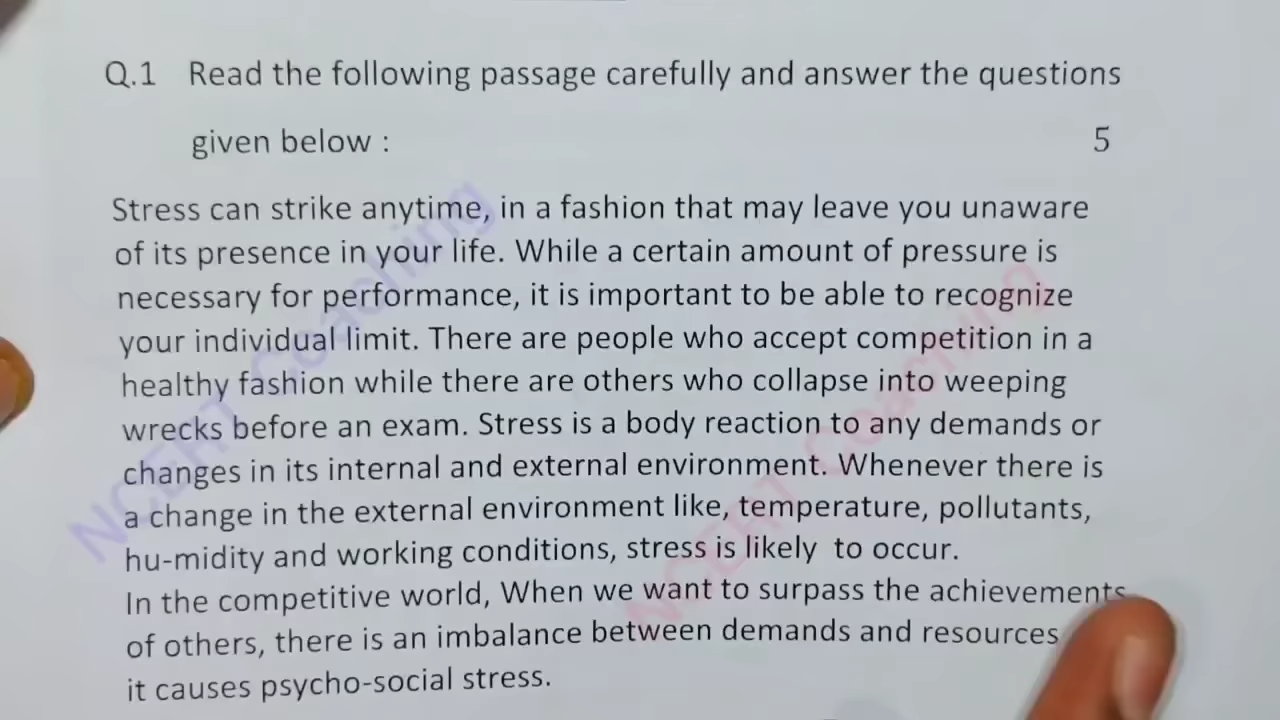 Q.1 Read the following passage carefully and answer the questions
given below : 5
Stress can strike anytime, in a fashion that may leave you unaware
of its presence in your life. While a certain amount of pressure is
necessary for performance, it is important to be able to recognize
your individual limit. There are people who accept competition in a
healthy fashion while there are others who collapse into weeping
wrecks before an exam. Stress is a body reaction to any demands or
changes in its internal and external environment. Whenever there is
a change in the external environment like, temperature, pollutants,
hu-midity and working conditions, stress is likely to occur.
In the competitive world, When we want to surpass the achievements
of others, there is an imbalance between demands and resources
it causes psycho-social stress.
NCERT Coaching
NCERT Coaching